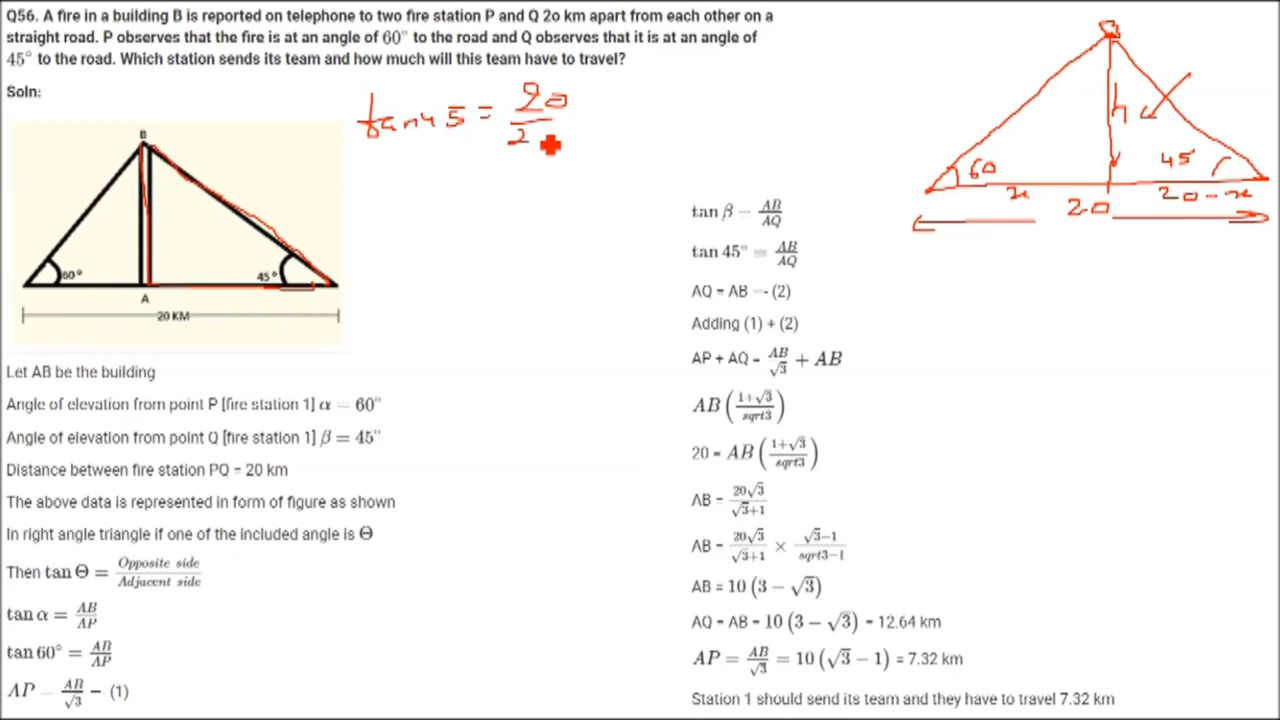 Q56. A fire in a building B is reported on telephone to two fire station P and Q 2o km apart from each other on a
straight road. P observes that the fire is at an angle of 60° to the road and Q observes that it is at an angle of
45° to the road. Which station sends its team and how much will this team have to travel?
Soln:
tan 45 = 20 / 2
B
60°
45°
A
20 KM
B
h
60
45
x
20 - x
20
Let AB be the building
Angle of elevation from point P [fire station 1] α = 60°
Angle of elevation from point Q [fire station 1] β = 45°
Distance between fire station PQ = 20 km
The above data is represented in form of figure as shown
In right angle triangle if one of the included angle is Θ
Then tan Θ = Opposite side / Adjacent side
tan α = AB / AP
tan 60° = AB / AP
AP = AB / √3 - (1)
tan β = AB / AQ
tan 45° = AB / AQ
AQ = AB - (2)
Adding (1) + (2)
AP + AQ = AB / √3 + AB
AB (1+√3 / sqrt3)
20 = AB (1+√3 / sqrt3)
AB = 20√3 / √3+1
AB = 20√3 / √3+1 × √3−1 / sqrt3−1
AB = 10 (3 − √3)
AQ = AB = 10 (3 − √3) = 12.64 km
AP = AB / √3 = 10 (√3 − 1) = 7.32 km
Station 1 should send its team and they have to travel 7.32 km